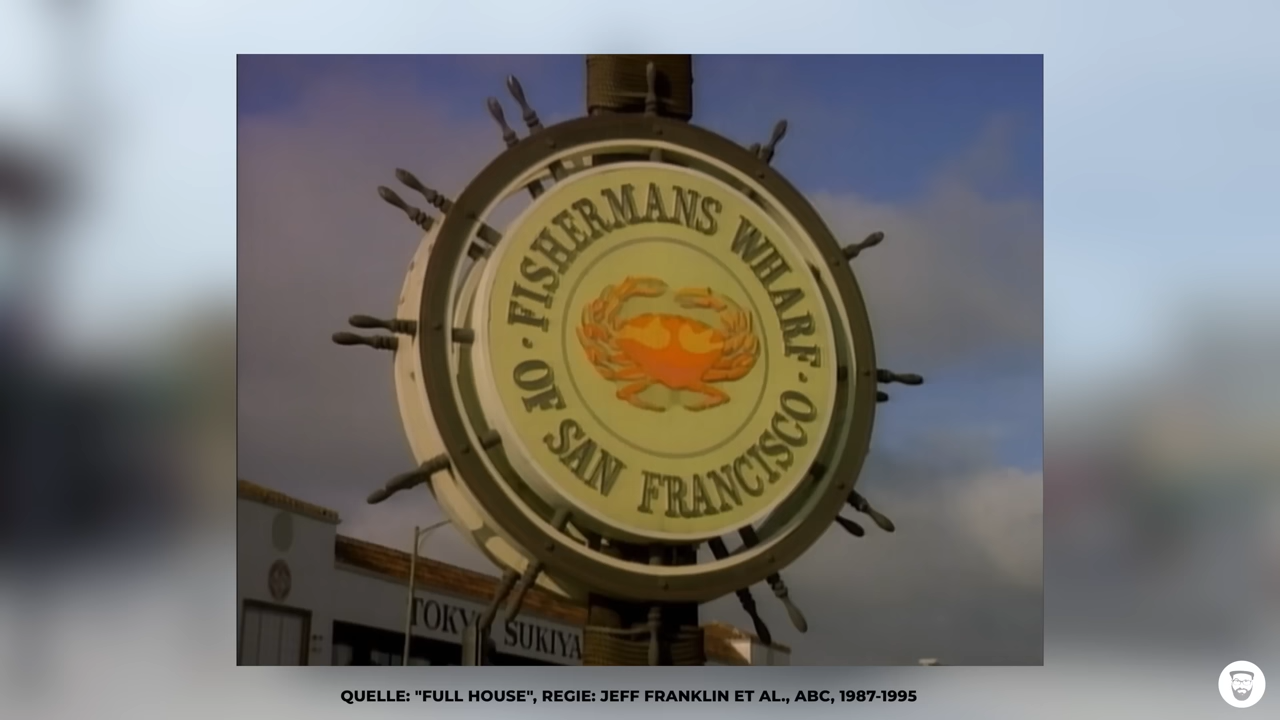 · FISHERMANS WHARF ·
OF SAN FRANCISCO
TOKYO SUKIYA
QUELLE: "FULL HOUSE", REGIE: JEFF FRANKLIN ET AL., ABC, 1987-1995